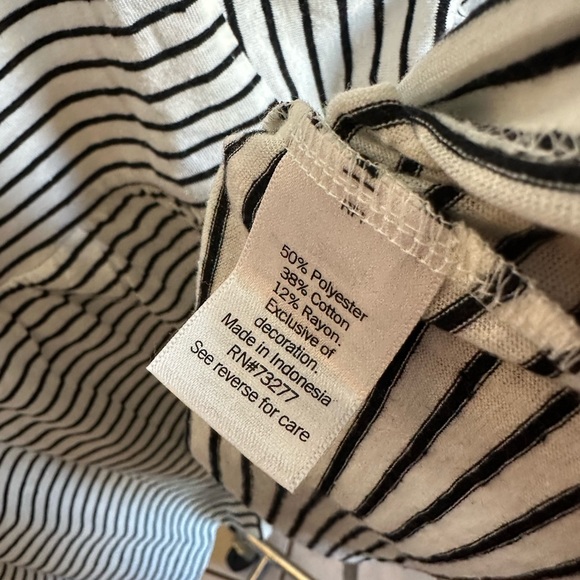 50% Polyester
38% Cotton
12% Rayon.
Exclusive of
decoration.
Made in Indonesia
RN#73277
See reverse for care